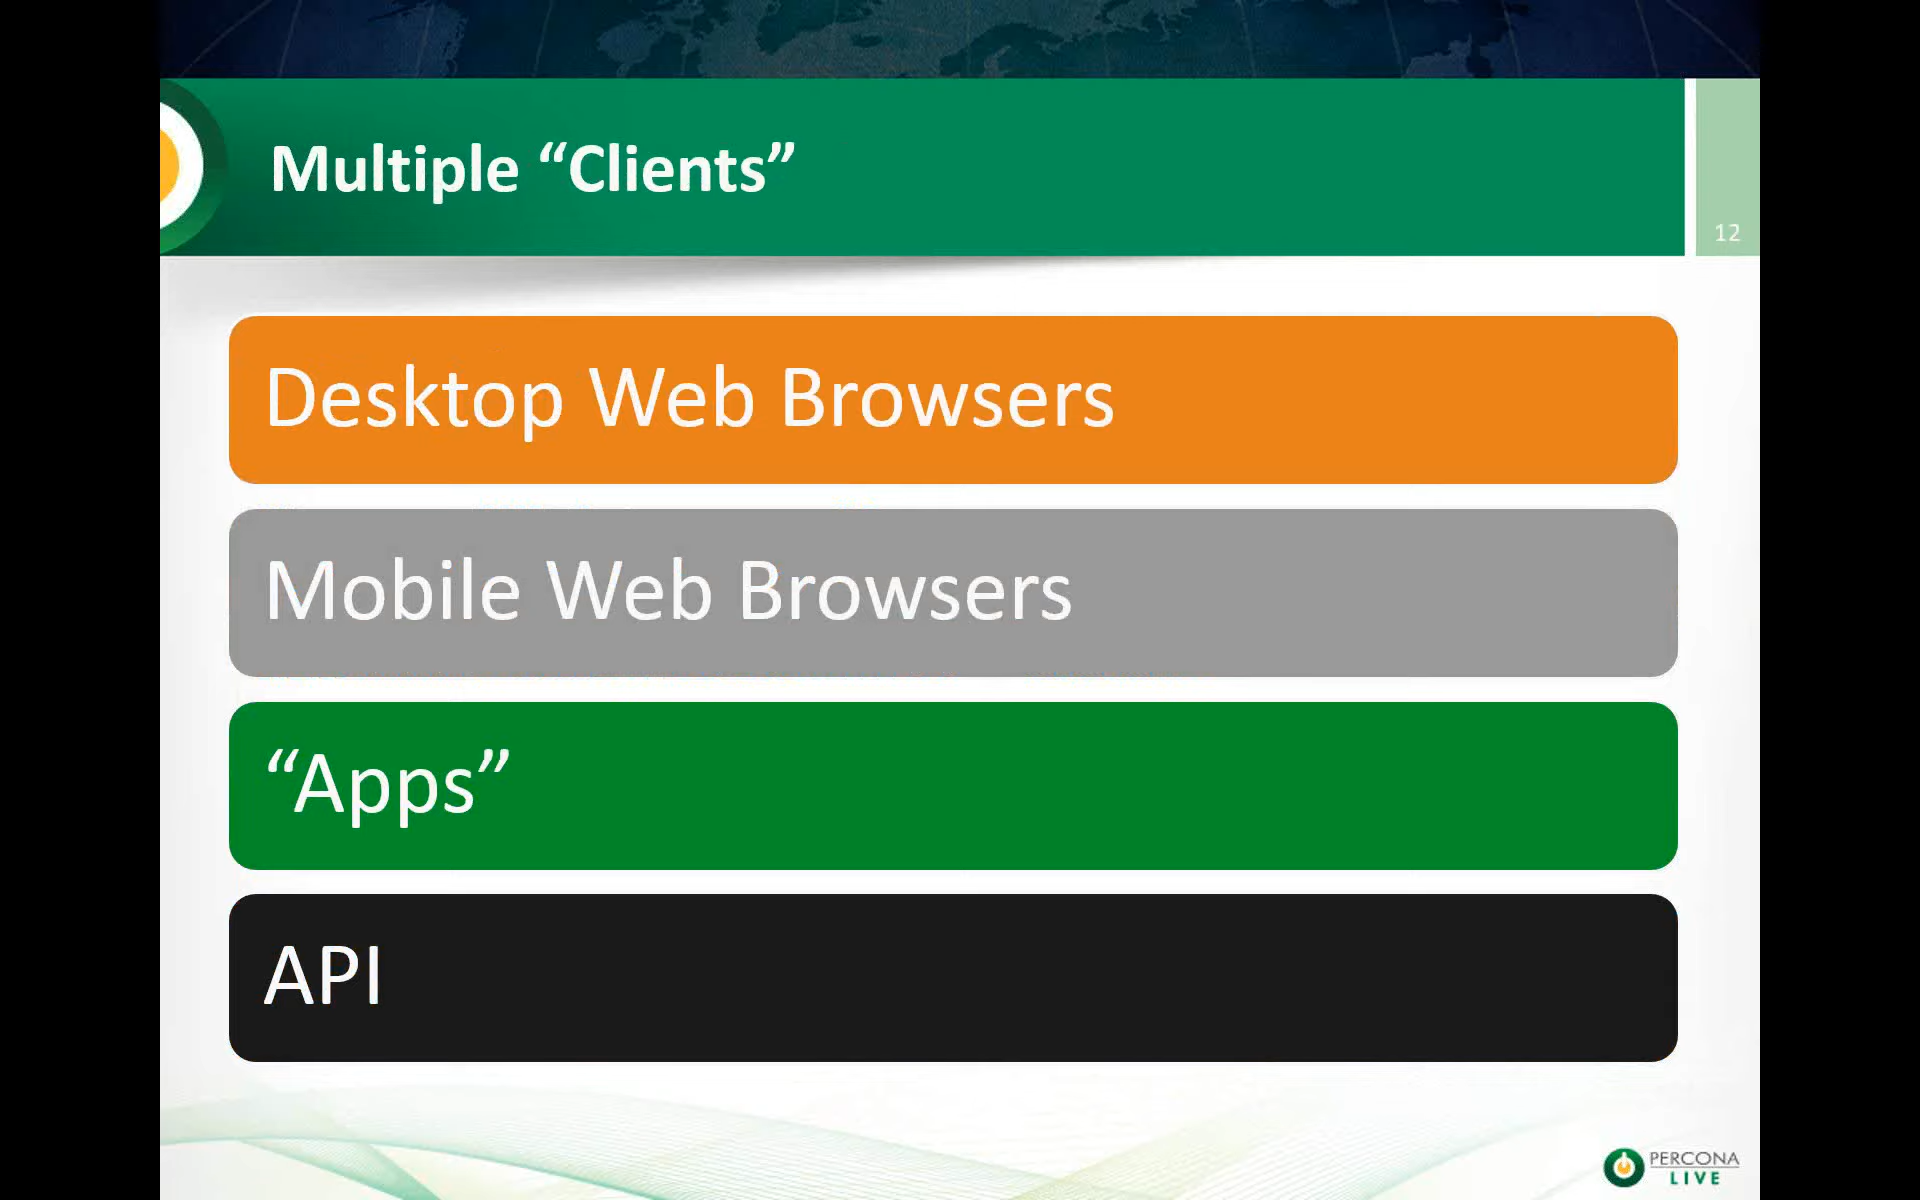 Multiple “Clients”
12
Desktop Web Browsers
Mobile Web Browsers
“Apps”
API
PERCONA
LIVE